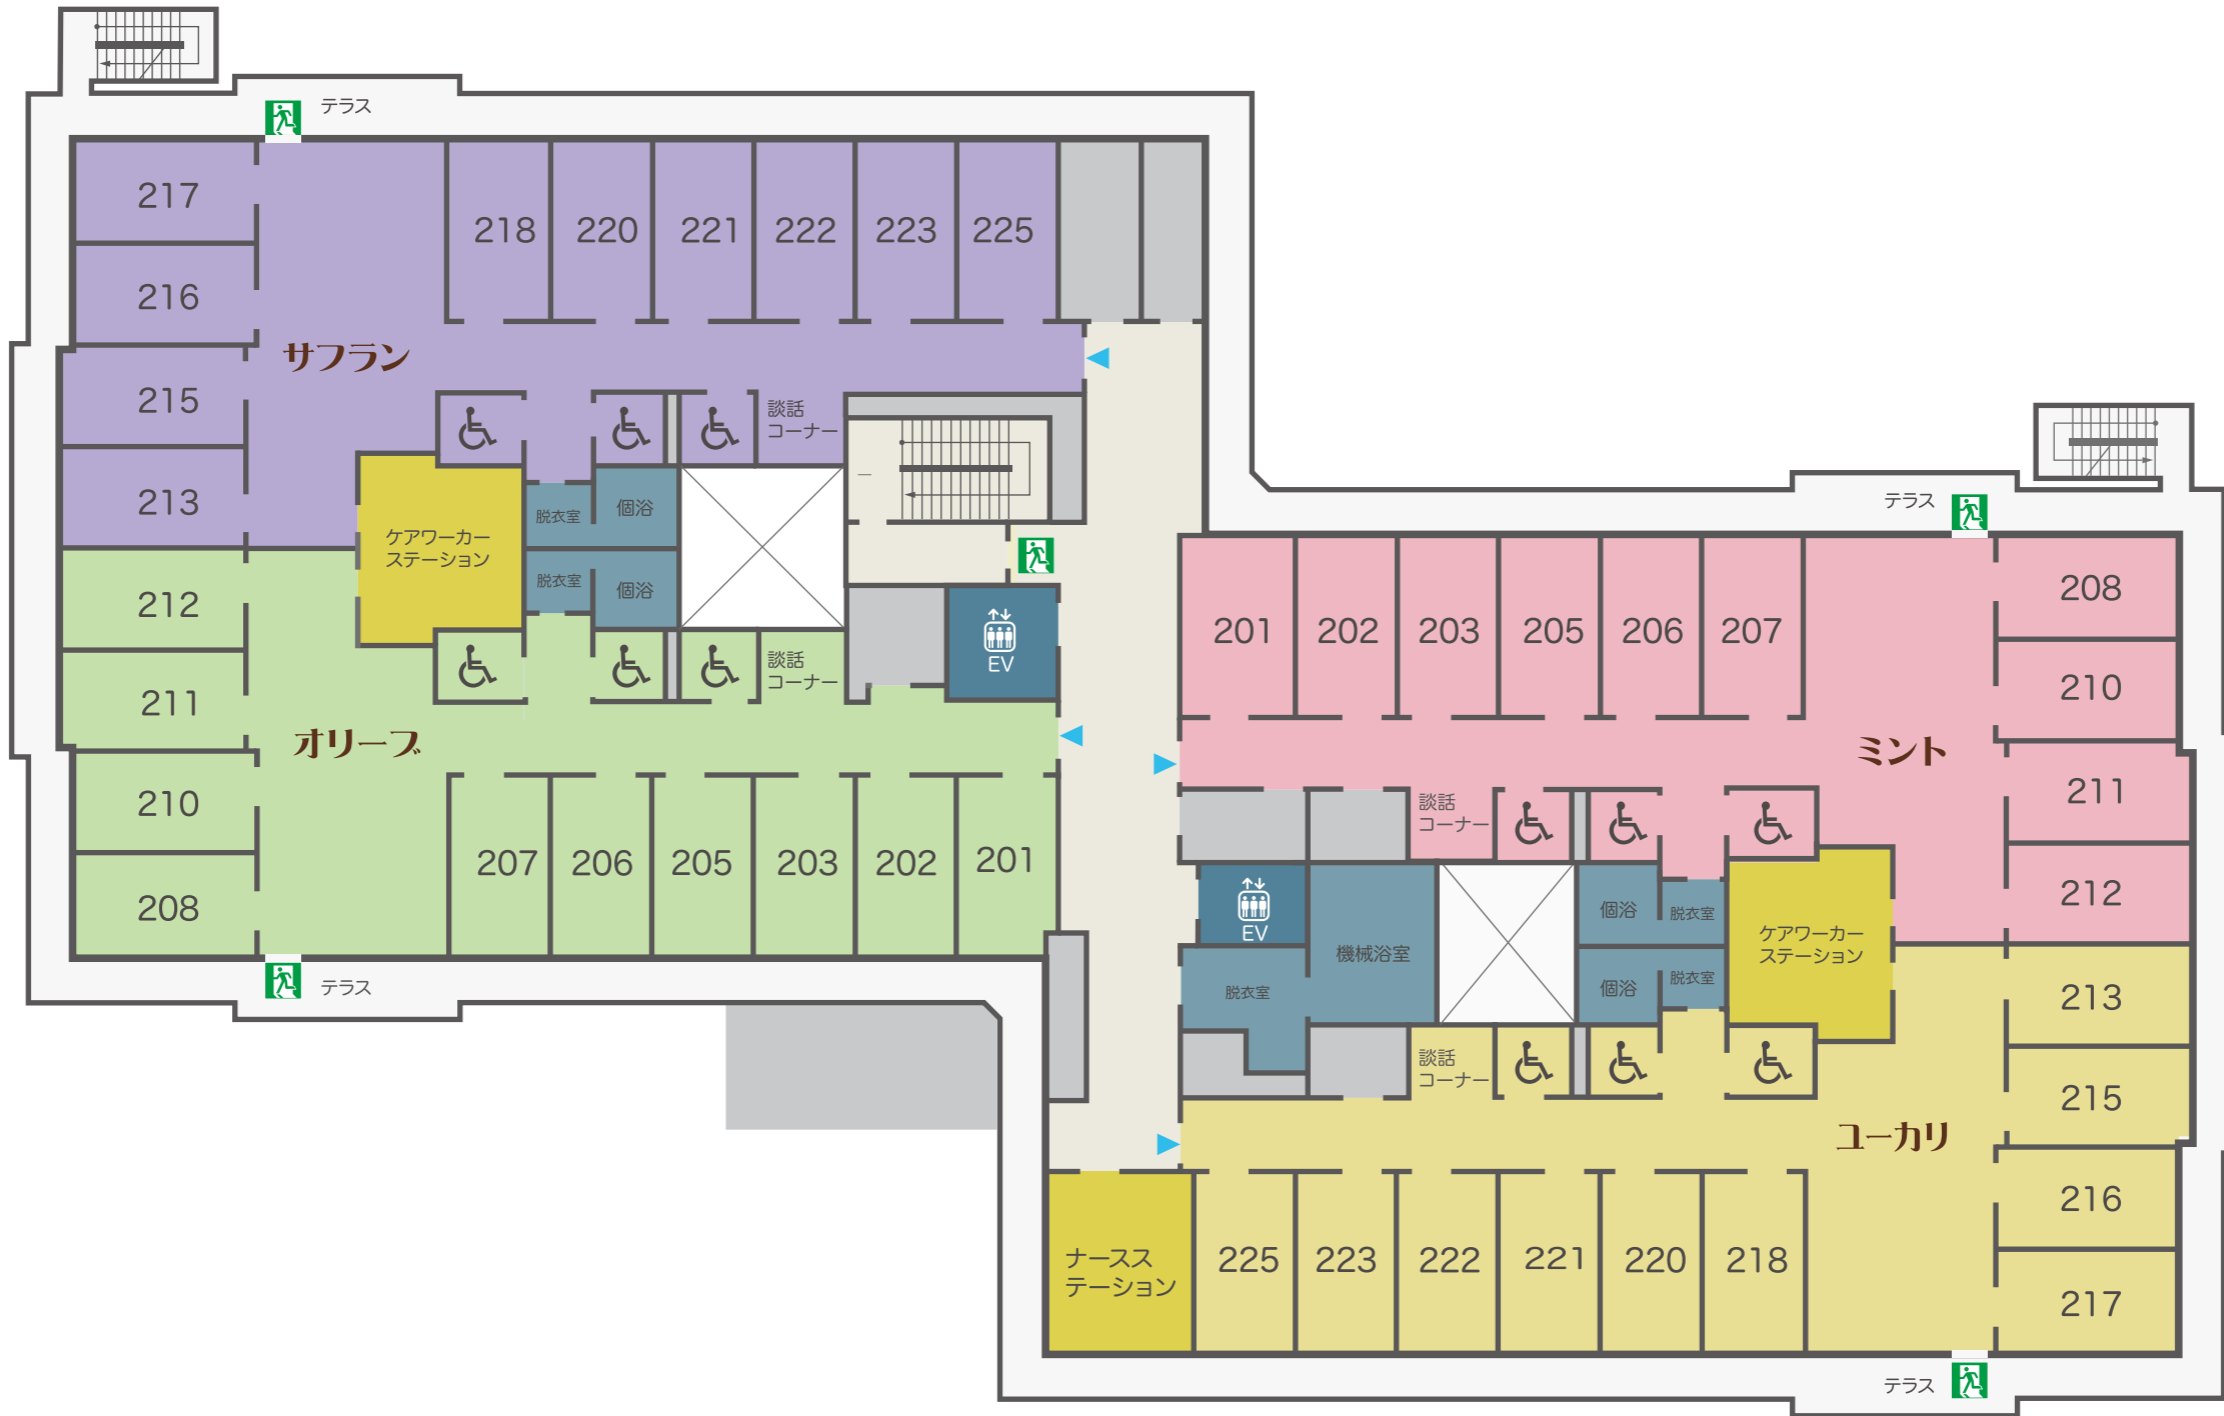 テラス
217
216
215
213
サフラン
218
220
221
222
223
225
談話
コーナー
ケアワーカー
ステーション
脱衣室
個浴
脱衣室
個浴
212
211
210
208
オリーブ
談話
コーナー
EV
207
206
205
203
202
201
テラス
テラス
201
202
203
205
206
207
208
210
211
212
ミント
談話
コーナー
EV
機械浴室
脱衣室
個浴
脱衣室
個浴
脱衣室
ケアワーカー
ステーション
談話
コーナー
213
215
216
217
ユーカリ
ナースス
テーション
225
223
222
221
220
218
テラス